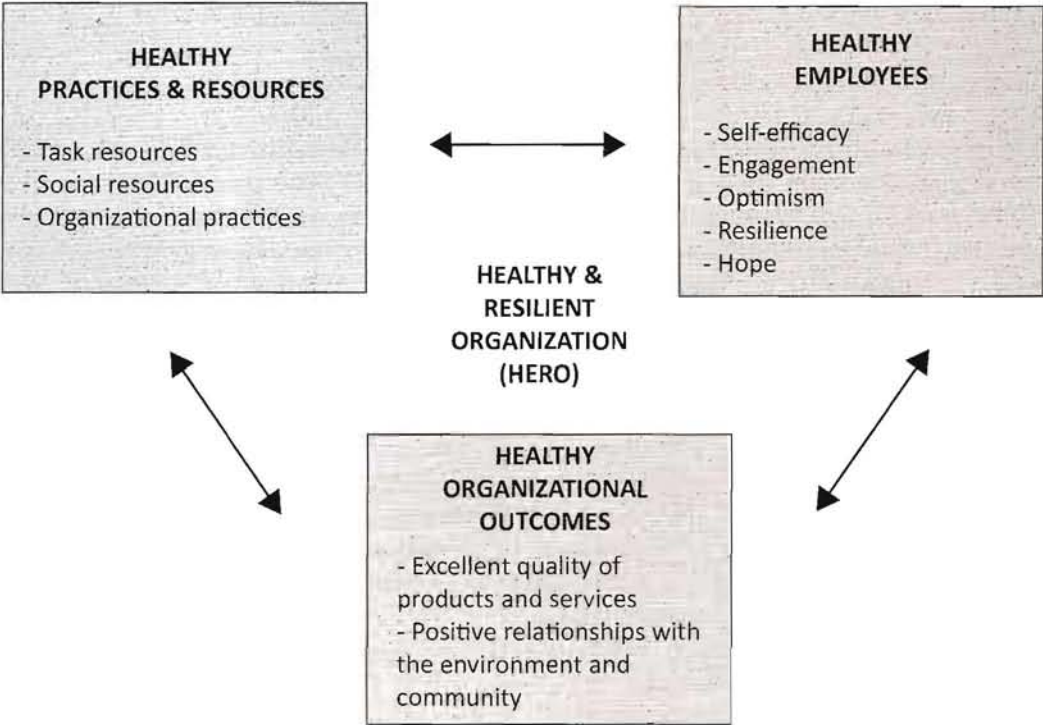 HEALTHY
PRACTICES & RESOURCES
- Task resources
- Social resources
- Organizational practices
HEALTHY
EMPLOYEES
- Self-efficacy
- Engagement
- Optimism
- Resilience
- Hope
HEALTHY &
RESILIENT
ORGANIZATION
(HERO)
HEALTHY
ORGANIZATIONAL
OUTCOMES
- Excellent quality of
products and services
- Positive relationships with
the environment and
community